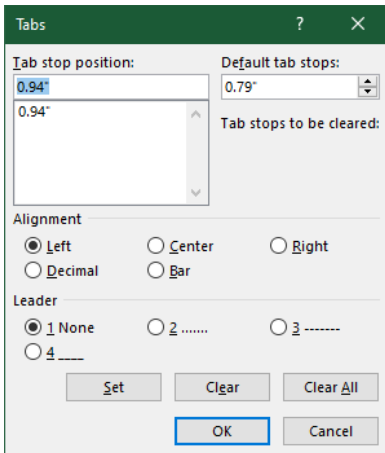 Tabs ? ×
Tab stop position: Default tab stops:
0.94" 0.79"
0.94"
Tab stops to be cleared:
Alignment
Left Center Right
Decimal Bar
Leader
1 None 2 ....... 3 -------
4 ____
Set Clear Clear All
OK Cancel